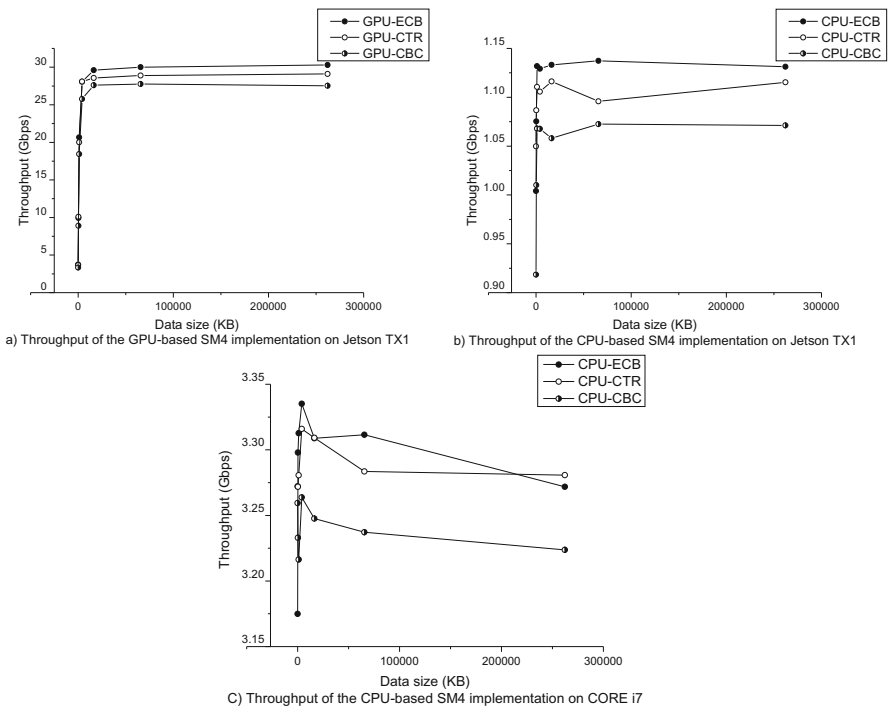 GPU-ECB
GPU-CTR
GPU-CBC
30
25
20
15
10
5
0
Throughput (Gbps)
0
100000
200000
300000
Data size (KB)
a) Throughput of the GPU-based SM4 implementation on Jetson TX1
CPU-ECB
CPU-CTR
CPU-CBC
1.15
1.10
1.05
1.00
0.95
0.90
Throughput (Gbps)
0
100000
200000
300000
Data size (KB)
b) Throughput of the CPU-based SM4 implementation on Jetson TX1
CPU-ECB
CPU-CTR
CPU-CBC
3.35
3.30
3.25
3.20
3.15
Throughput (Gbps)
0
100000
200000
300000
Data size (KB)
C) Throughput of the CPU-based SM4 implementation on CORE i7